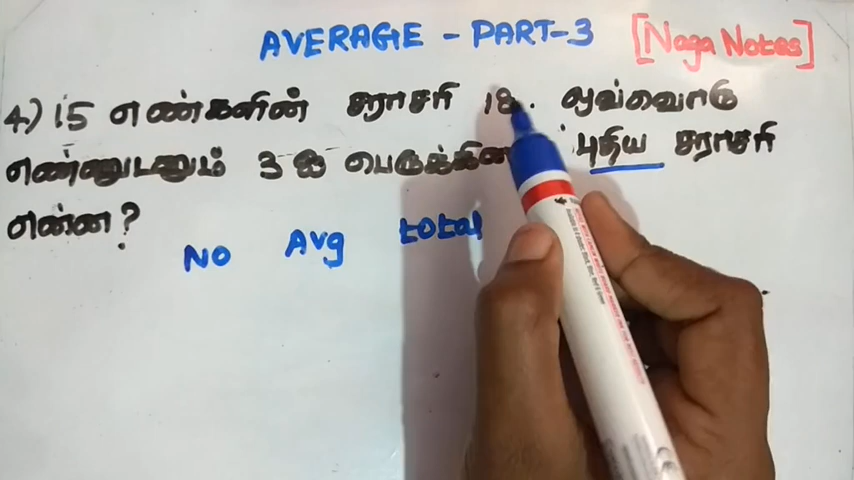 AVERAGE - PART-3 [Naga Notes]
4) 15 எண்களின் சராசரி 18. ஒவ்வொரு
எண்ணுடனும் 3 ஐ பெருக்கின புதிய சராசரி
என்ன?
No Avg total